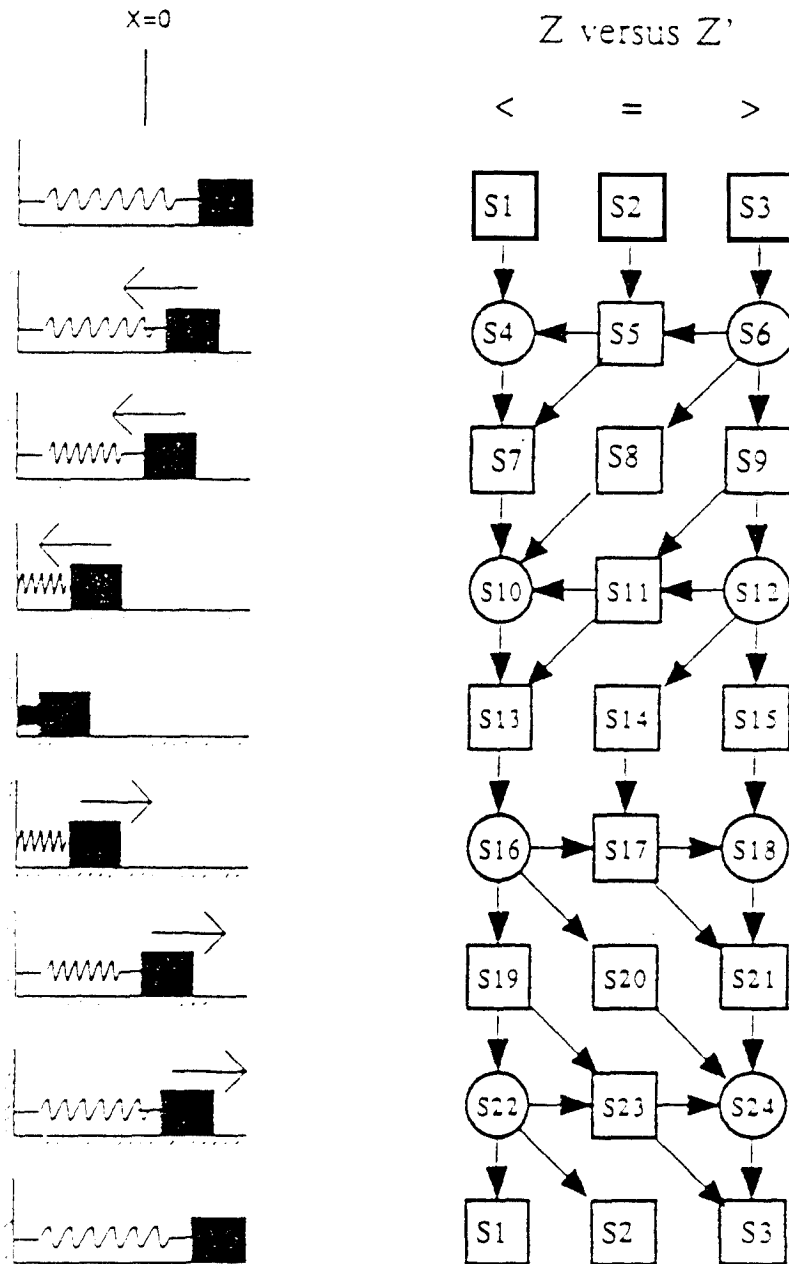 X=0
Z versus Z'
< = >
S1 S2 S3
S4 S5 S6
S7 S8 S9
S10 S11 S12
S13 S14 S15
S16 S17 S18
S19 S20 S21
S22 S23 S24
S1 S2 S3